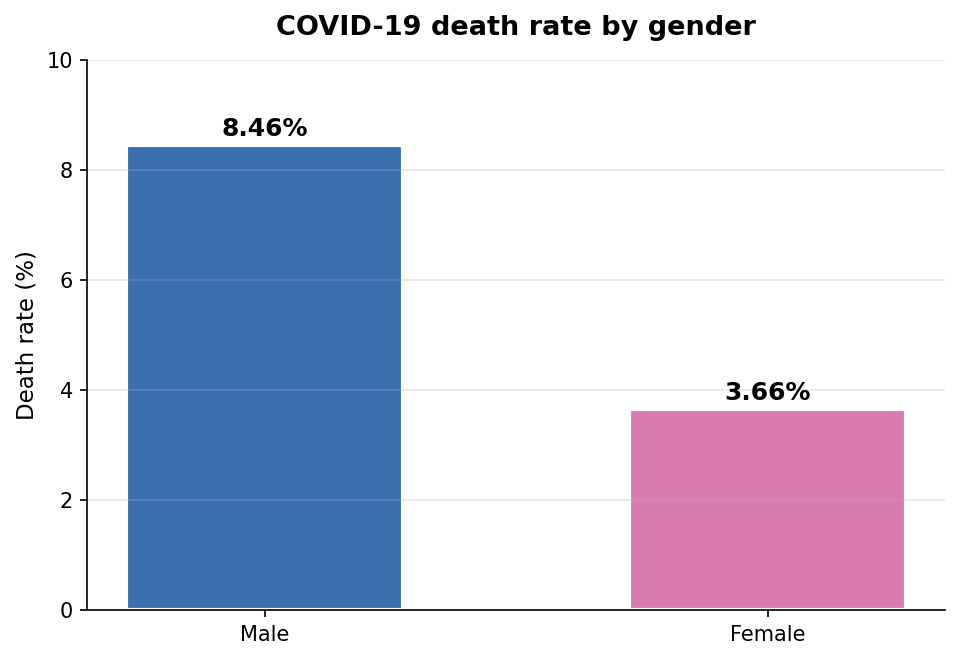 COVID-19 death rate by gender
Death rate (%)
10
8
6
4
2
0
8.46%
3.66%
Male
Female